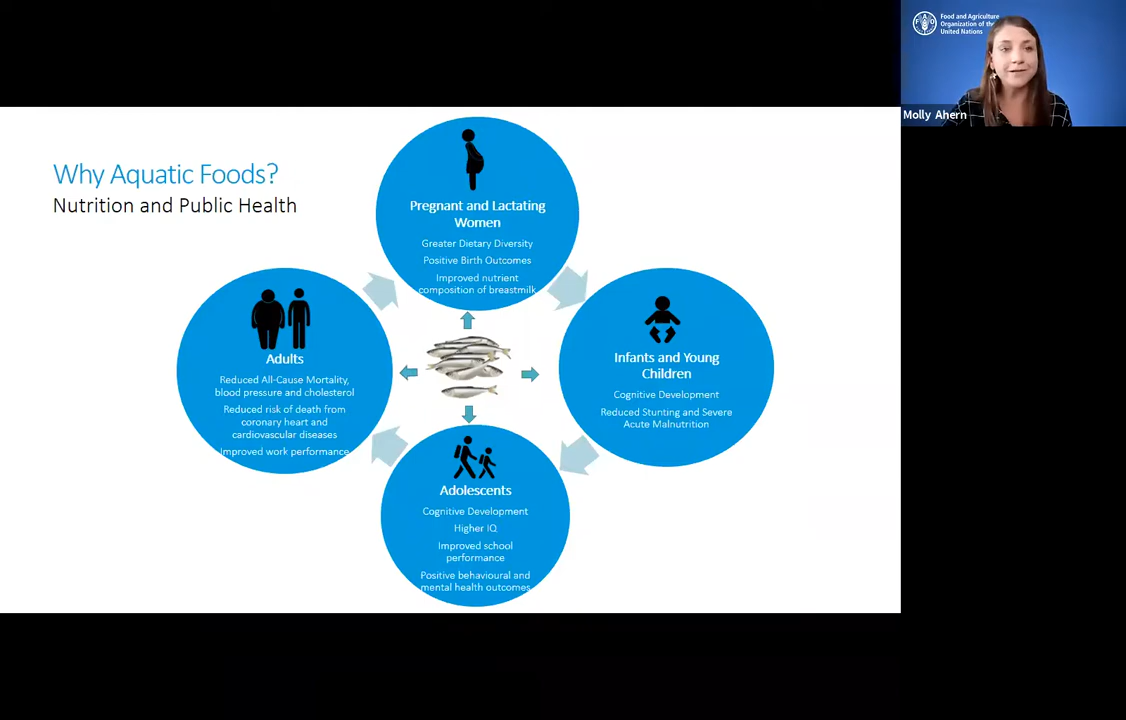 Food and Agriculture
Organization of the
United Nations
Molly Ahern
Why Aquatic Foods?
Nutrition and Public Health
Pregnant and Lactating
Women
Greater Dietary Diversity
Positive Birth Outcomes
Improved nutrient
composition of breastmilk
Infants and Young
Children
Cognitive Development
Reduced Stunting and Severe
Acute Malnutrition
Adolescents
Cognitive Development
Higher IQ
Improved school
performance
Positive behavioural and
mental health outcomes
Adults
Reduced All-Cause Mortality,
blood pressure and cholesterol
Reduced risk of death from
coronary heart and
cardiovascular diseases
Improved work performance